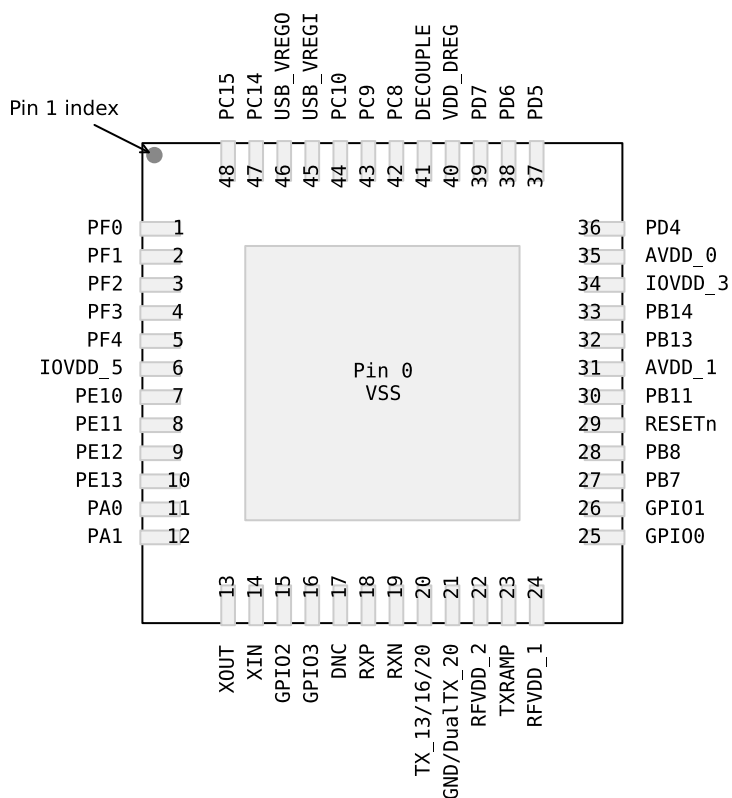 PC15
PC14
USB_VREGO
USB_VREGI
PC10
PC9
PC8
DECOUPLE
VDD_DREG
PD7
PD6
PD5
Pin 1 index
48
47
46
45
44
43
42
41
40
39
38
37
PF0 1
PF1 2
PF2 3
PF3 4
PF4 5
IOVDD_5 6
PE10 7
PE11 8
PE12 9
PE13 10
PA0 11
PA1 12
Pin 0
VSS
36 PD4
35 AVDD_0
34 IOVDD_3
33 PB14
32 PB13
31 AVDD_1
30 PB11
29 RESETn
28 PB8
27 PB7
26 GPIO1
25 GPIO0
13
14
15
16
17
18
19
20
21
22
23
24
XOUT
XIN
GPIO2
GPIO3
DNC
RXP
RXN
TX_13/16/20
GND/DualTX_20
RFVDD_2
TXRAMP
RFVDD_1